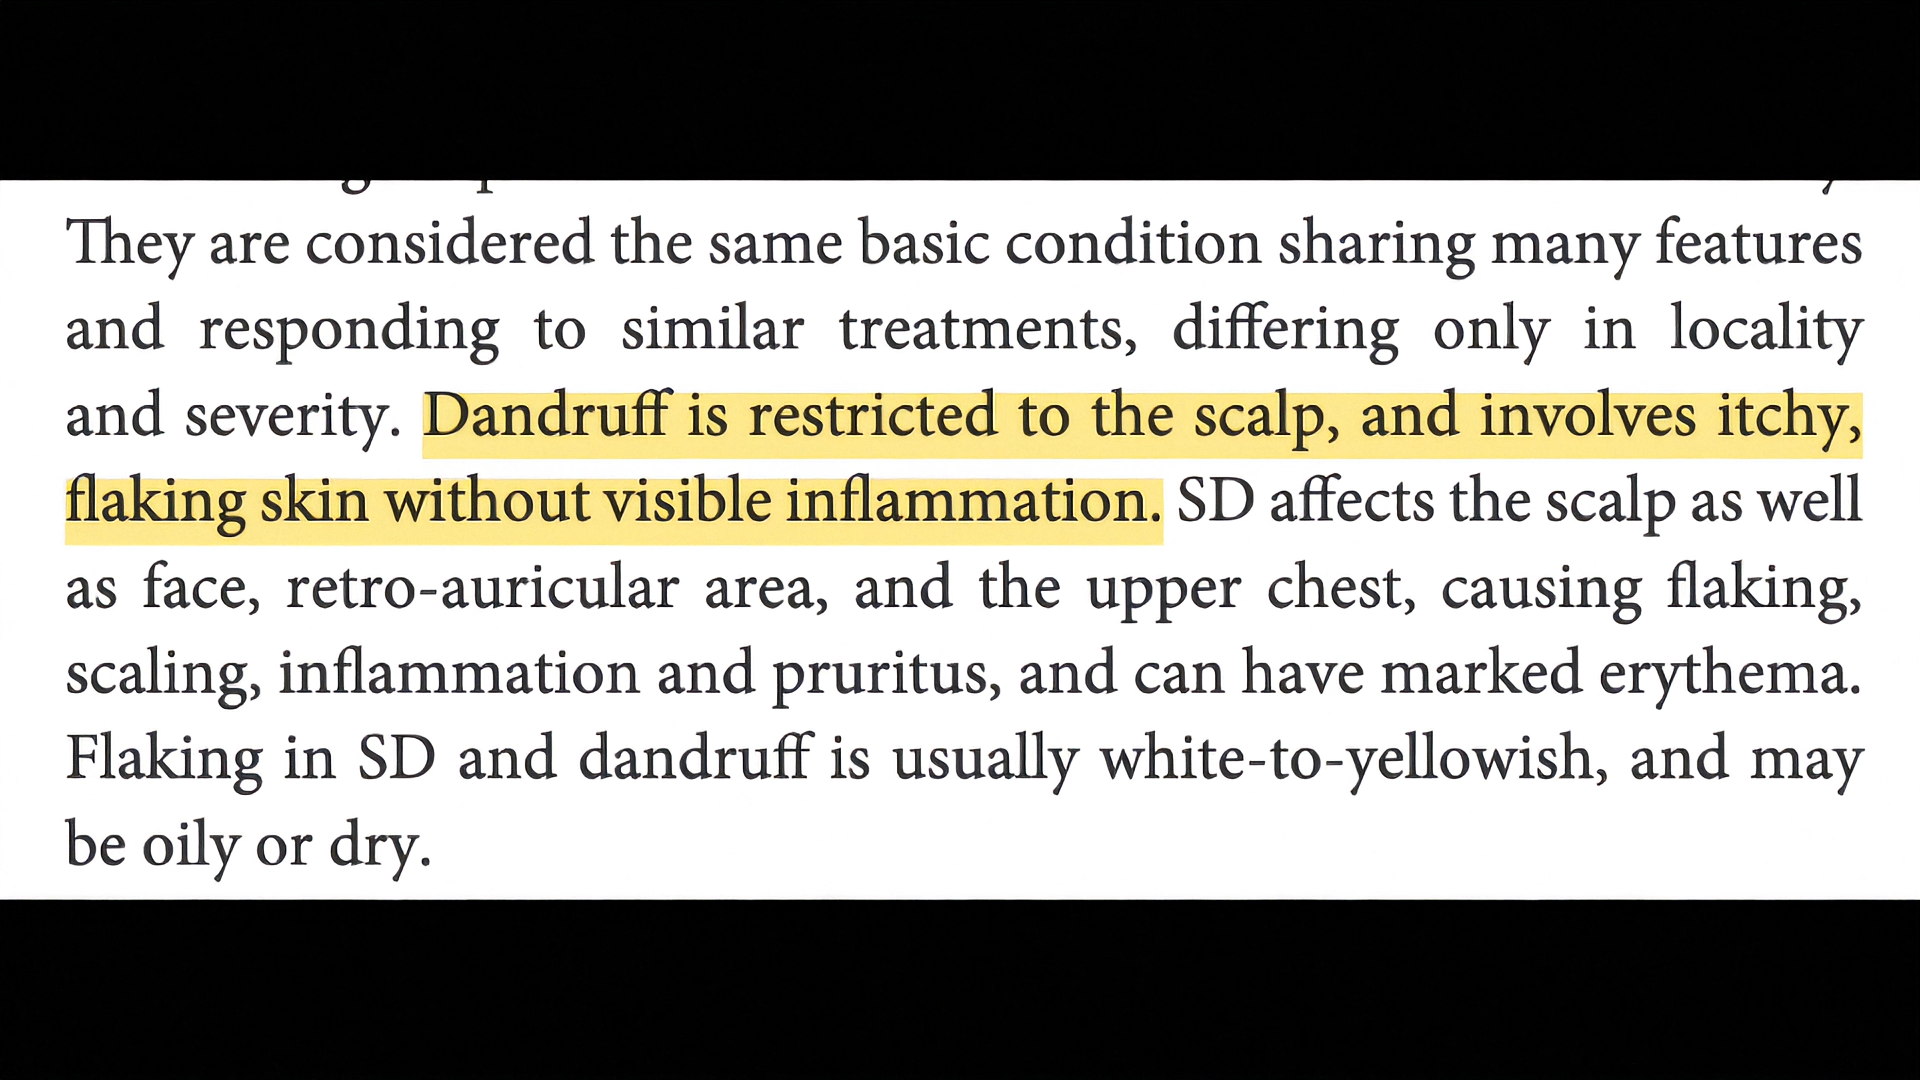 They are considered the same basic condition sharing many features
and responding to similar treatments, differing only in locality
and severity. Dandruff is restricted to the scalp, and involves itchy,
flaking skin without visible inflammation. SD affects the scalp as well
as face, retro-auricular area, and the upper chest, causing flaking,
scaling, inflammation and pruritus, and can have marked erythema.
Flaking in SD and dandruff is usually white-to-yellowish, and may
be oily or dry.